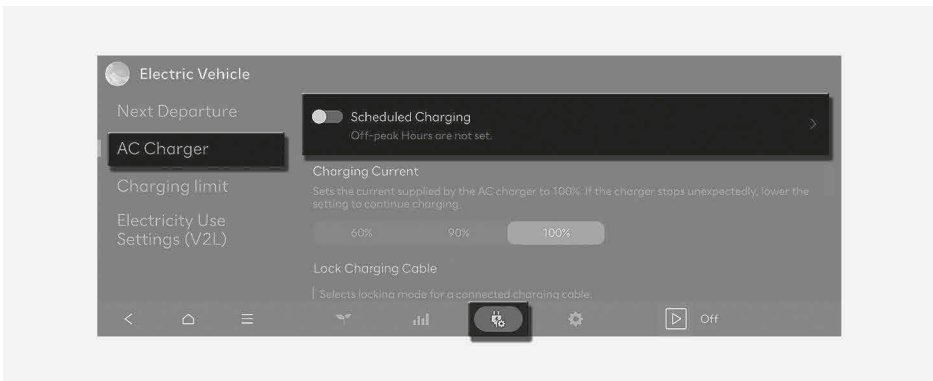 Electric Vehicle
Next Departure
AC Charger
Charging limit
Electricity Use
Settings (V2L)
Scheduled Charging
Off-peak Hours are not set.
Charging Current
Sets the current supplied by the AC charger to 100%. If the charger stops unexpectedly, lower the
setting to continue charging.
60% 90% 100%
Lock Charging Cable
Selects locking mode for a connected charging cable.
Off